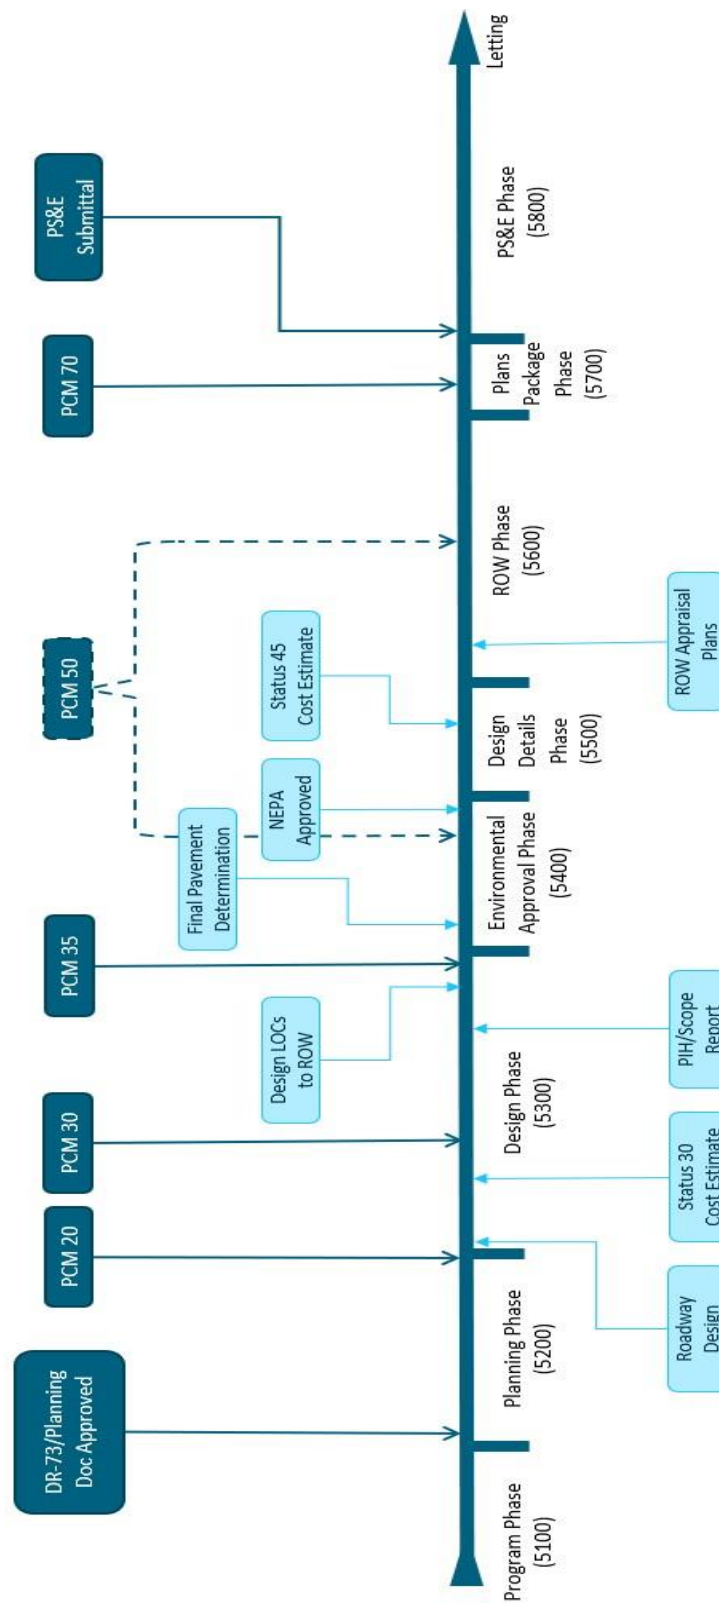 DR-73/Planning
Doc Approved
PCM 20
PCM 30
PCM 35
PCM 50
PCM 70
PS&E
Submittal
Design LOCs
to ROW
Final Pavement
Determination
NEPA
Approved
Status 45
Cost Estimate
Program Phase
(5100)
Planning Phase
(5200)
Design Phase
(5300)
Environmental
Approval Phase
(5400)
Design
Details
Phase
(5500)
ROW Phase
(5600)
Plans
Package
Phase
(5700)
PS&E Phase
(5800)
Letting
Roadway
Design
Status 30
Cost Estimate
PIH/Scope
Report
ROW Appraisal
Plans